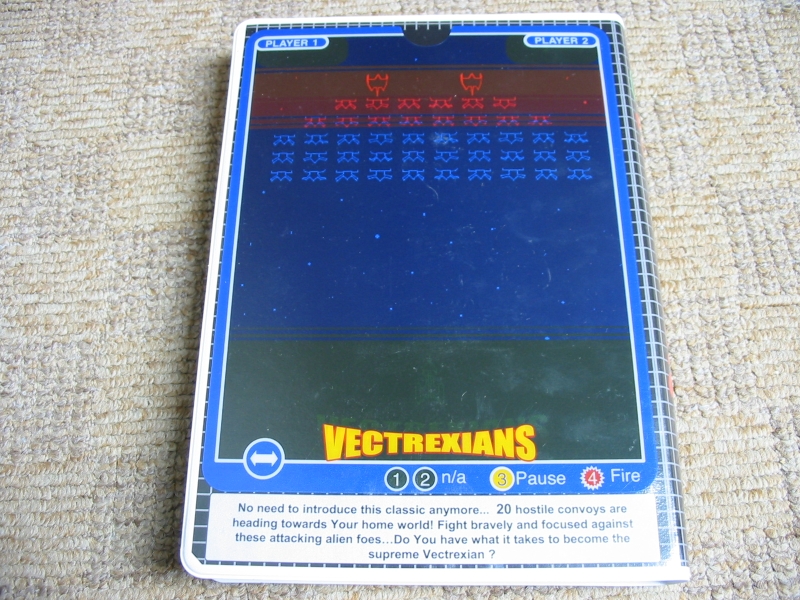 PLAYER 1
PLAYER 2
VECTREXIANS
1 2 n/a 3 Pause 4 Fire
No need to introduce this classic anymore... 20 hostile convoys are
heading towards Your home world! Fight bravely and focused against
these attacking alien foes...Do You have what it takes to become the
supreme Vectrexian ?